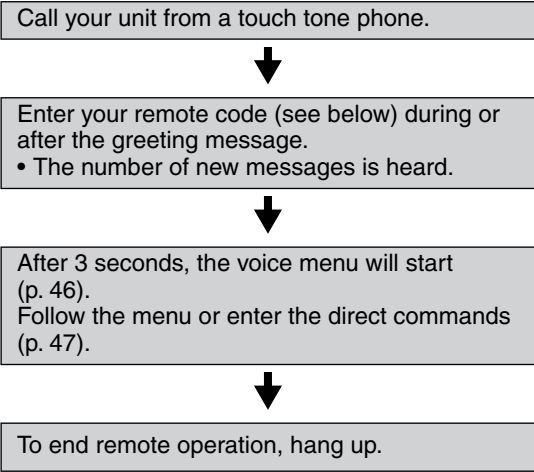 Call your unit from a touch tone phone.
Enter your remote code (see below) during or
after the greeting message.
• The number of new messages is heard.
After 3 seconds, the voice menu will start
(p. 46).
Follow the menu or enter the direct commands
(p. 47).
To end remote operation, hang up.